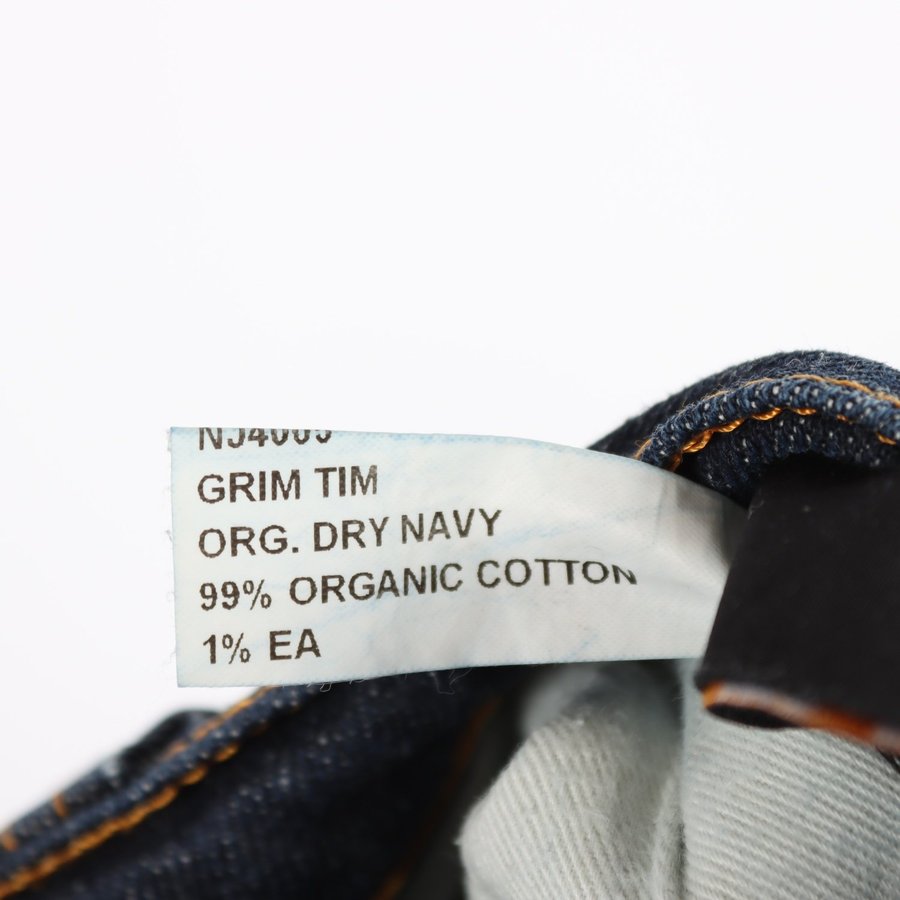 GRIM TIM
ORG. DRY NAVY
99% ORGANIC COTTON
1% EA